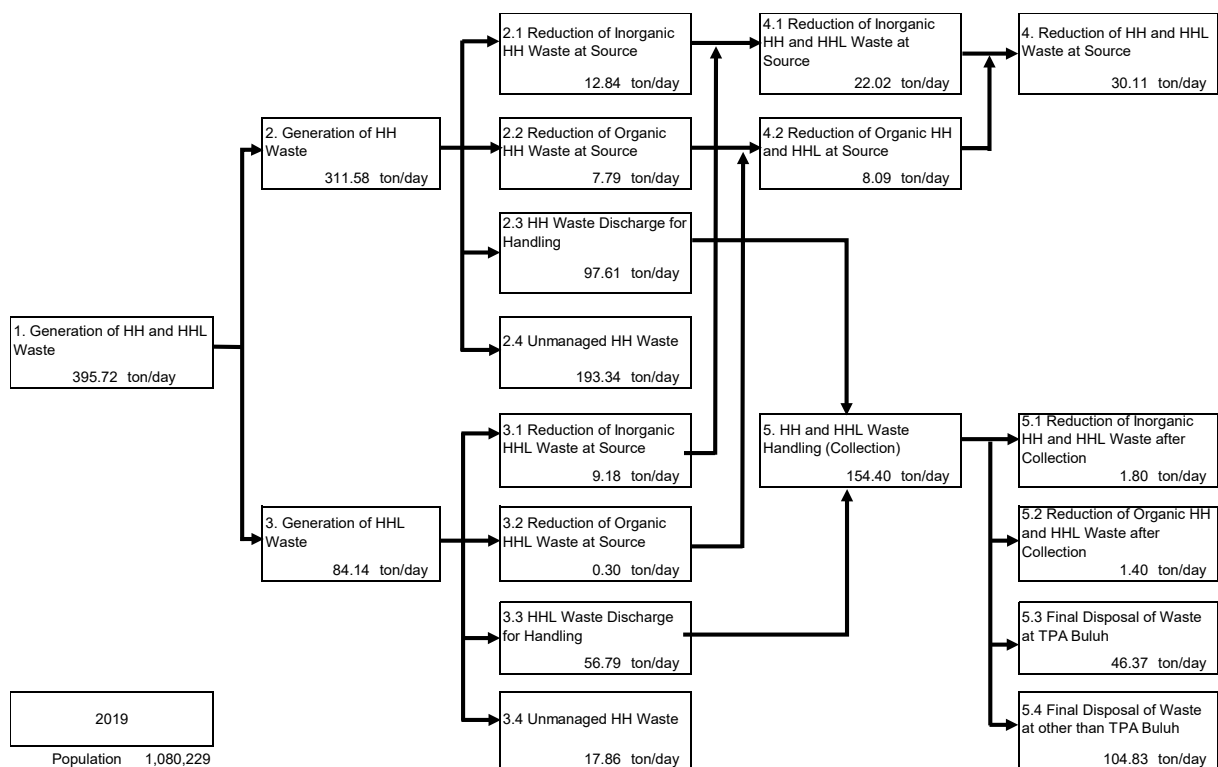 1. Generation of HH and HHL
Waste
395.72 ton/day
2. Generation of HH
Waste
311.58 ton/day
3. Generation of HHL
Waste
84.14 ton/day
2.1 Reduction of Inorganic
HH Waste at Source
12.84 ton/day
2.2 Reduction of Organic
HH Waste at Source
7.79 ton/day
2.3 HH Waste Discharge for
Handling
97.61 ton/day
2.4 Unmanaged HH Waste
193.34 ton/day
3.1 Reduction of Inorganic
HHL Waste at Source
9.18 ton/day
3.2 Reduction of Organic
HHL Waste at Source
0.30 ton/day
3.3 HHL Waste Discharge
for Handling
56.79 ton/day
3.4 Unmanaged HH Waste
17.86 ton/day
4.1 Reduction of Inorganic
HH and HHL Waste at
Source
22.02 ton/day
4.2 Reduction of Organic HH
and HHL at Source
8.09 ton/day
4. Reduction of HH and HHL
Waste at Source
30.11 ton/day
5. HH and HHL Waste
Handling (Collection)
154.40 ton/day
5.1 Reduction of Inorganic
HH and HHL Waste after
Collection
1.80 ton/day
5.2 Reduction of Organic HH
and HHL Waste after
Collection
1.40 ton/day
5.3 Final Disposal of Waste
at TPA Buluh
46.37 ton/day
5.4 Final Disposal of Waste
at other than TPA Buluh
104.83 ton/day
2019
Population 1,080,229